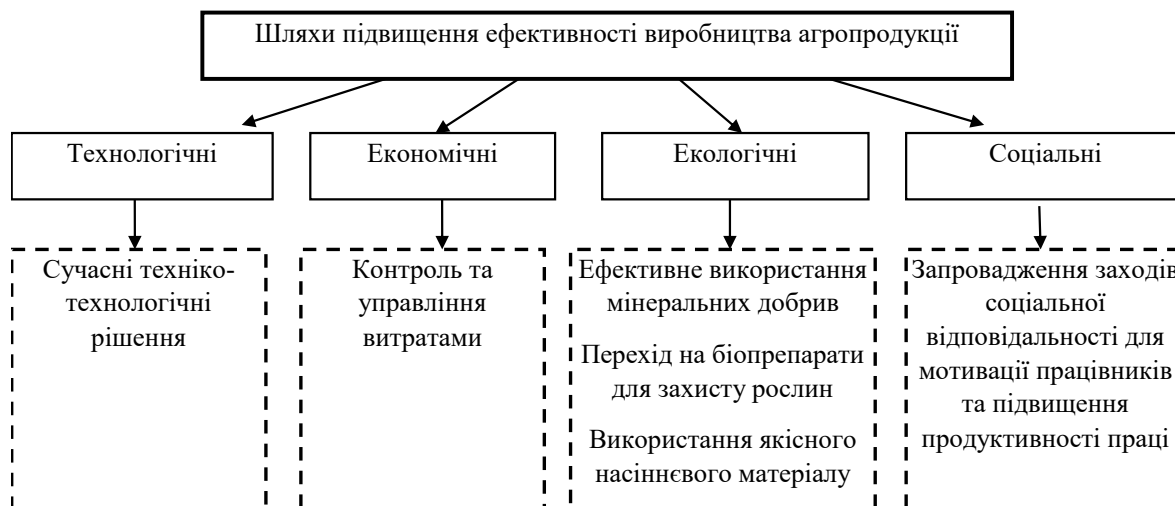 Шляхи підвищення ефективності виробництва агропродукції
Технологічні
Економічні
Екологічні
Соціальні
Сучасні техніко-
технологічні
рішення
Контроль та
управління
витратами
Ефективне використання
мінеральних добрив
Перехід на біопрепарати
для захисту рослин
Використання якісного
насіннєвого матеріалу
Запровадження заходів
соціальної
відповідальності для
мотивації працівників
та підвищення
продуктивності праці